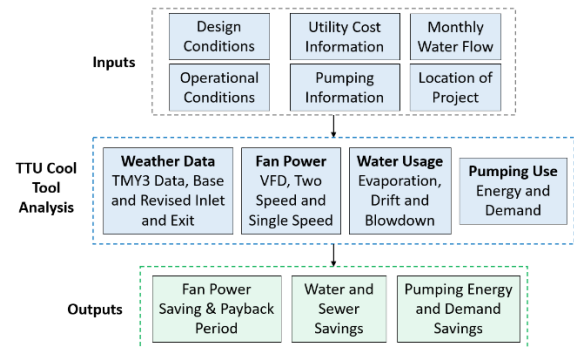 Inputs
Design
Conditions
Utility Cost
Information
Monthly
Water Flow
Operational
Conditions
Pumping
Information
Location of
Project
TTU Cool
Tool
Analysis
Weather Data
TMY3 Data, Base
and Revised Inlet
and Exit
Fan Power
VFD, Two
Speed and
Single Speed
Water Usage
Evaporation,
Drift and
Blowdown
Pumping Use
Energy and
Demand
Outputs
Fan Power
Saving & Payback
Period
Water and
Sewer
Savings
Pumping Energy
and Demand
Savings